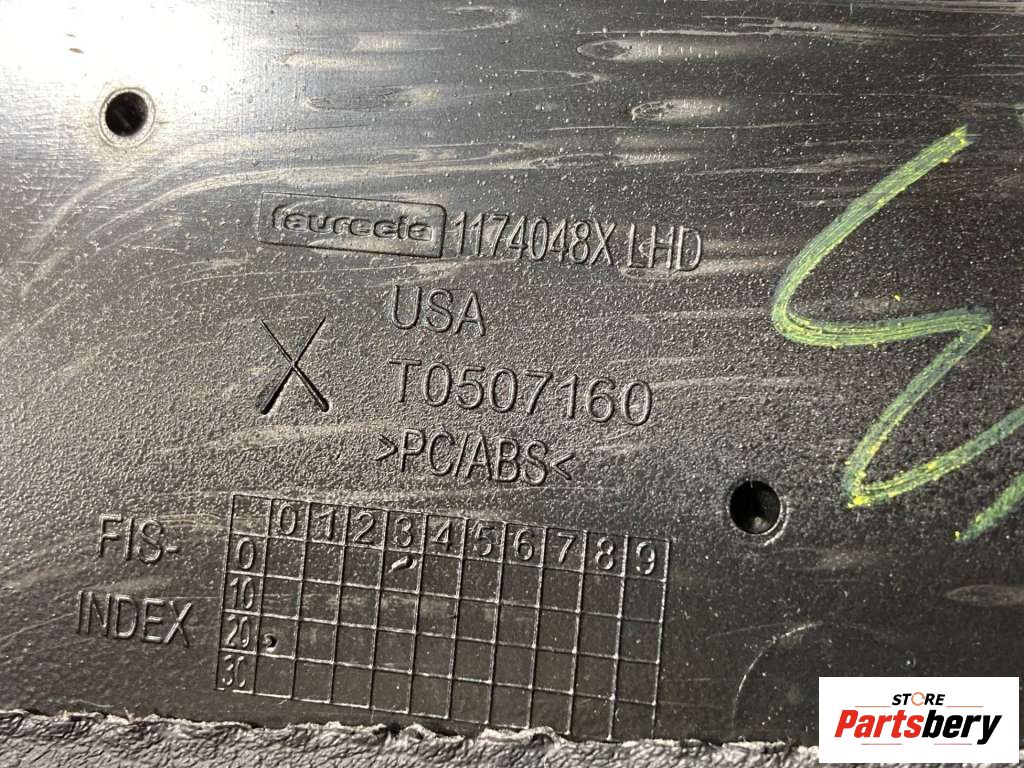 faurecia 1174048X LHD
USA
X T0507160
>PC/ABS<
FIS-
INDEX
0 1 2 3 4 5 6 7 8 9
0
10
20
30
STORE
Partsbery